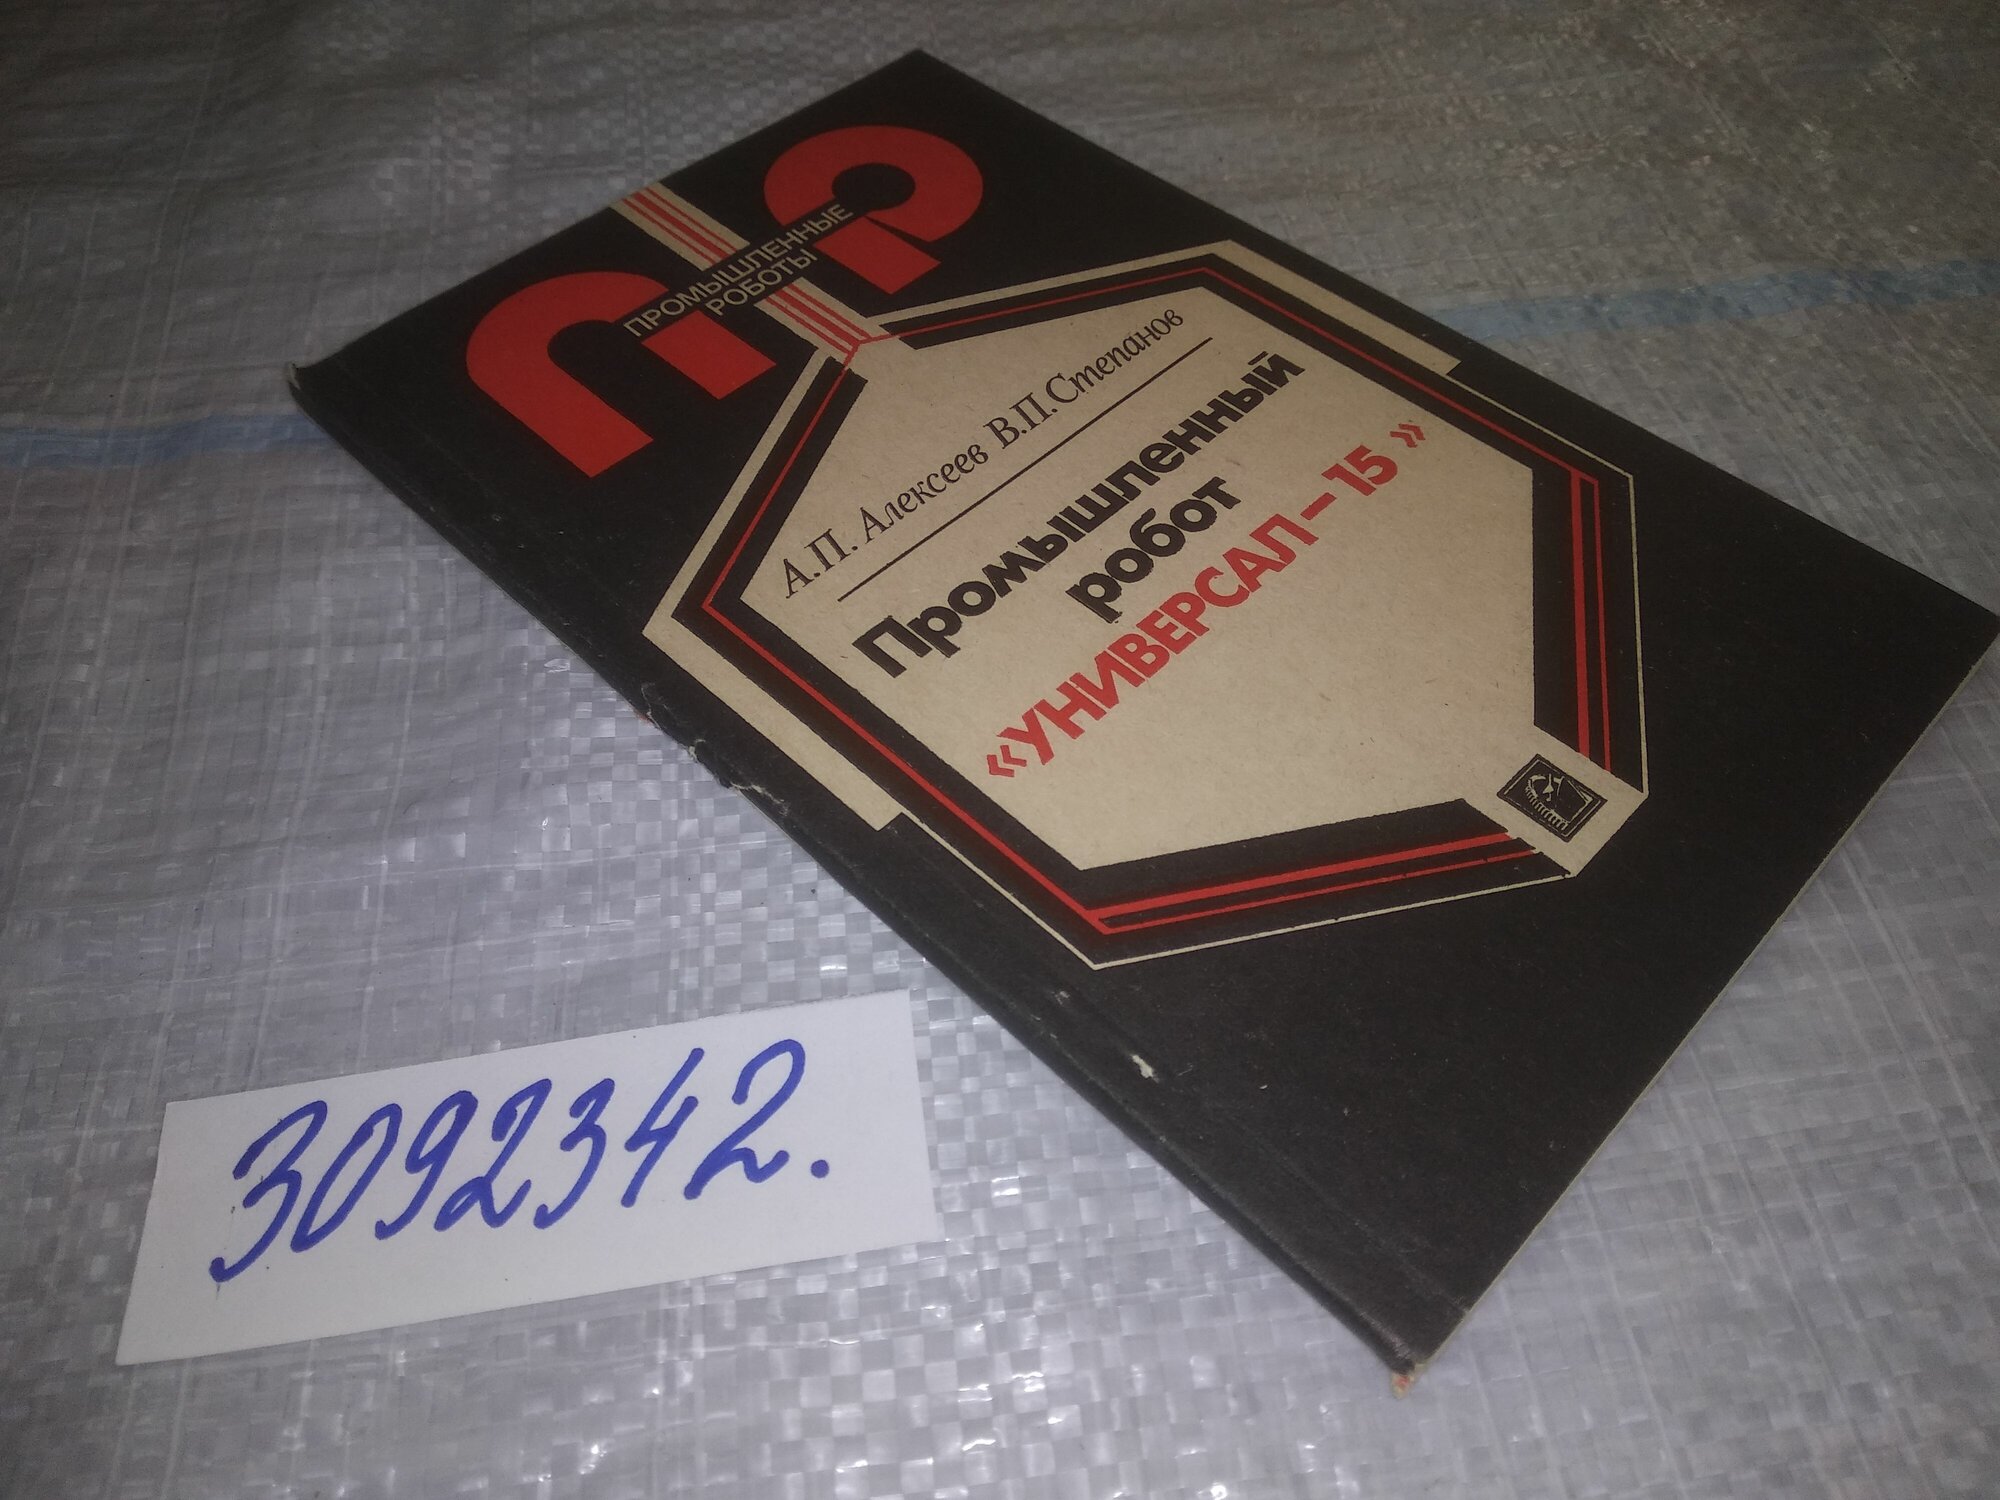 ПР
ПРОМЫШЛЕННЫЕ
РОБОТЫ
А.П. Алексеев В.П. Степанов
Промышленный
робот
«УНИВЕРСАЛ-15»
3092342.